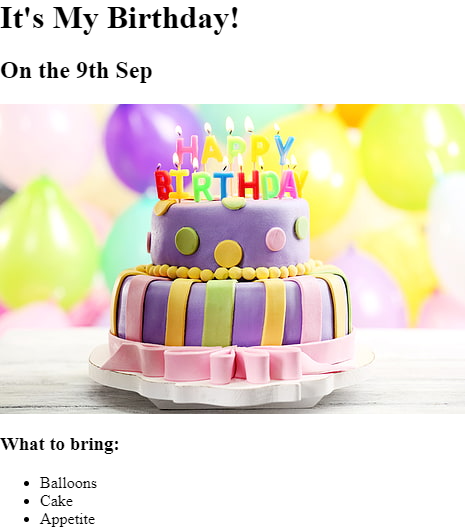 It's My Birthday!
On the 9th Sep
HAPPY
BIRTHDAY
What to bring:
Balloons
Cake
Appetite